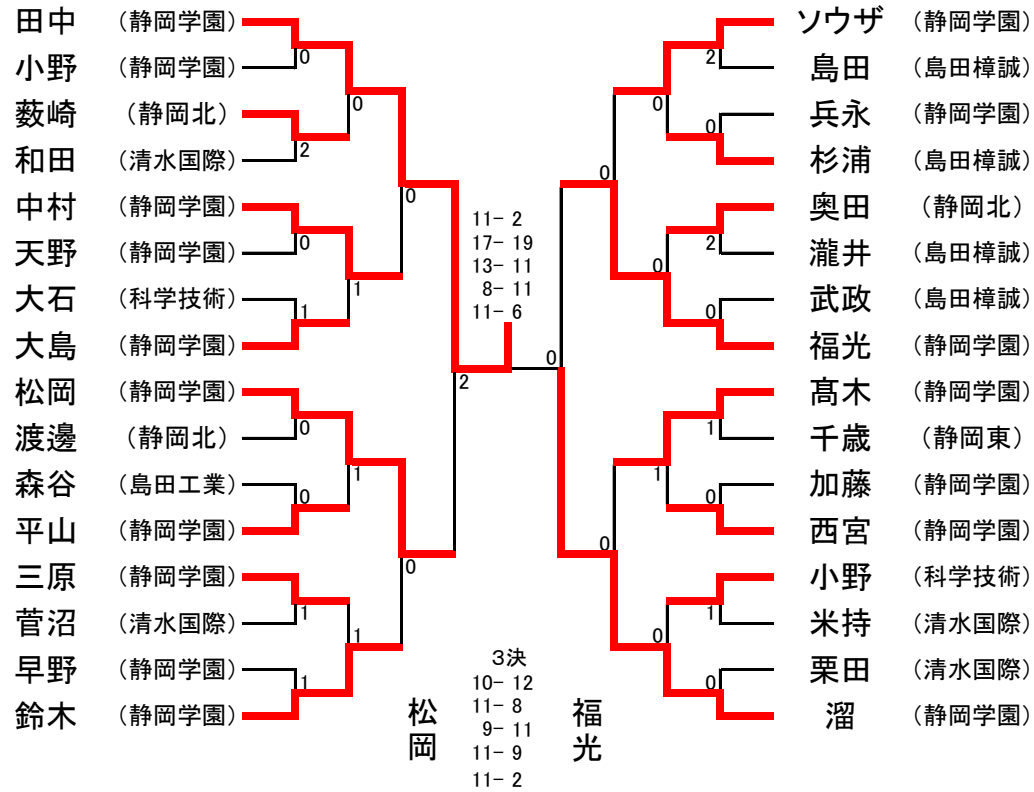 田中 (静岡学園)
小野 (静岡学園)
0
薮崎 (静岡北)
和田 (清水国際)
2
0
中村 (静岡学園)
天野 (静岡学園)
0
大石 (科学技術)
大島 (静岡学園)
1
1
0
松岡 (静岡学園)
渡邊 (静岡北)
0
森谷 (島田工業)
平山 (静岡学園)
0
1
三原 (静岡学園)
菅沼 (清水国際)
1
早野 (静岡学園)
鈴木 (静岡学園)
1
1
0
2
11- 2
17- 19
13- 11
8- 11
11- 6
0
３決
10- 12
11- 8
9- 11
11- 9
11- 2
松岡
福光
ソウザ (静岡学園)
島田 (島田樟誠)
2
兵永 (静岡学園)
杉浦 (島田樟誠)
0
0
奥田 (静岡北)
瀧井 (島田樟誠)
2
武政 (島田樟誠)
福光 (静岡学園)
0
0
0
髙木 (静岡学園)
千歳 (静岡東)
1
加藤 (静岡学園)
西宮 (静岡学園)
0
1
小野 (科学技術)
米持 (清水国際)
1
栗田 (清水国際)
溜 (静岡学園)
0
0
0